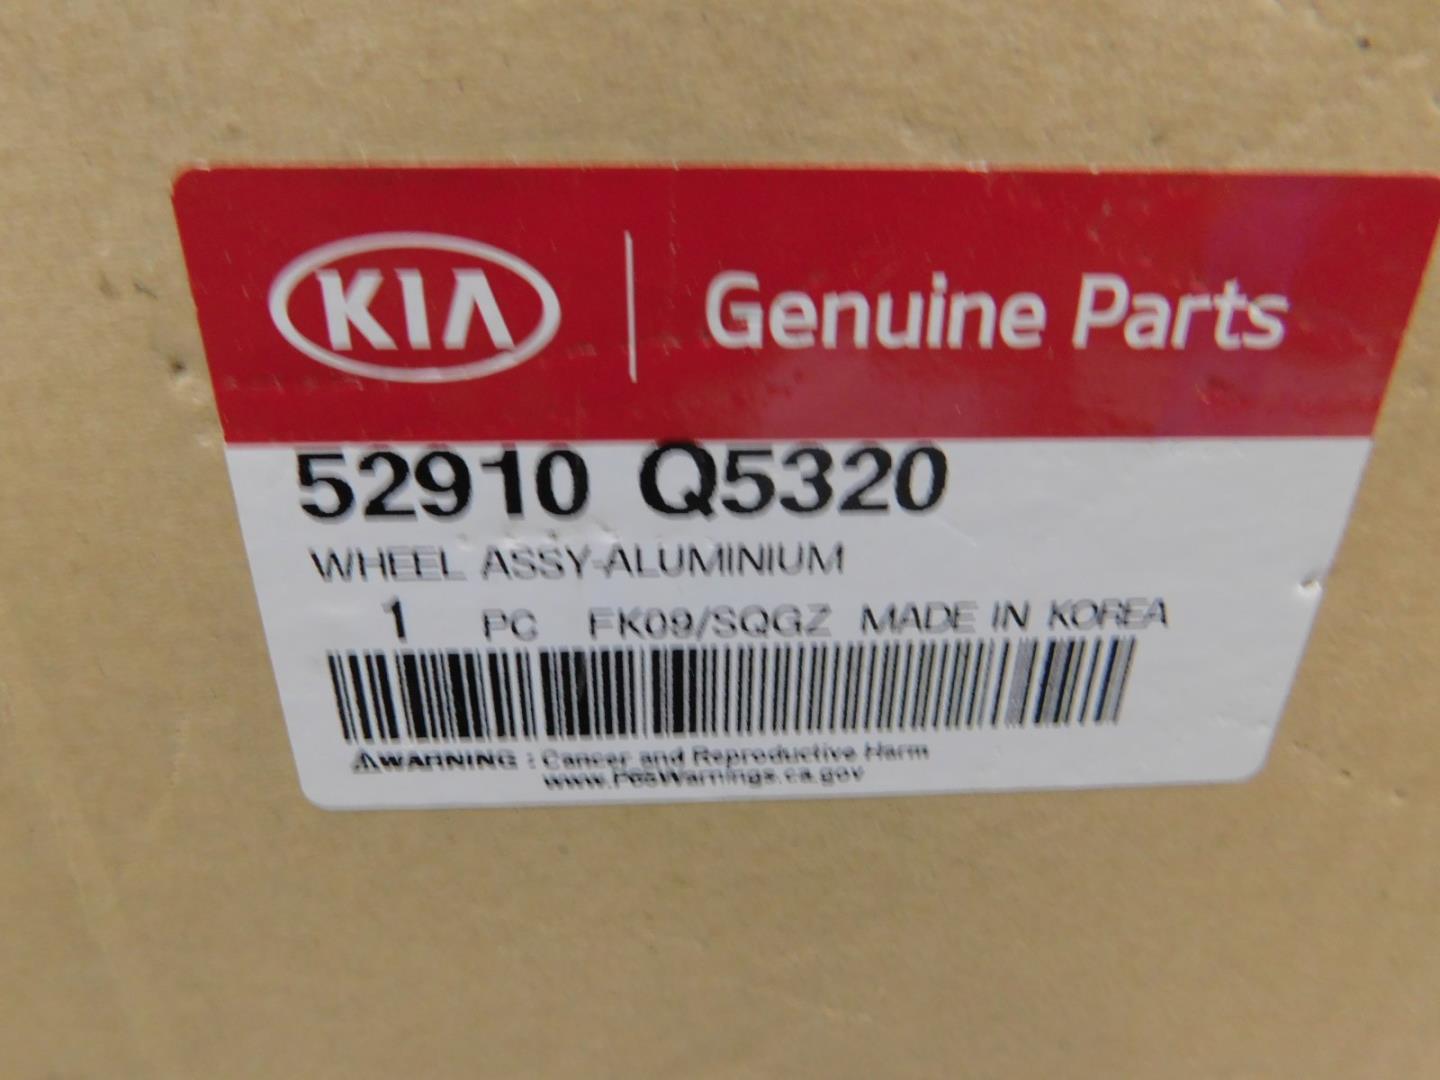 KIA | Genuine Parts
52910 Q5320
WHEEL ASSY-ALUMINIUM
1 PC FK09/SQGZ MADE IN KOREA
⚠WARNING : Cancer and Reproductive Harm
www.P65Warnings.ca.gov